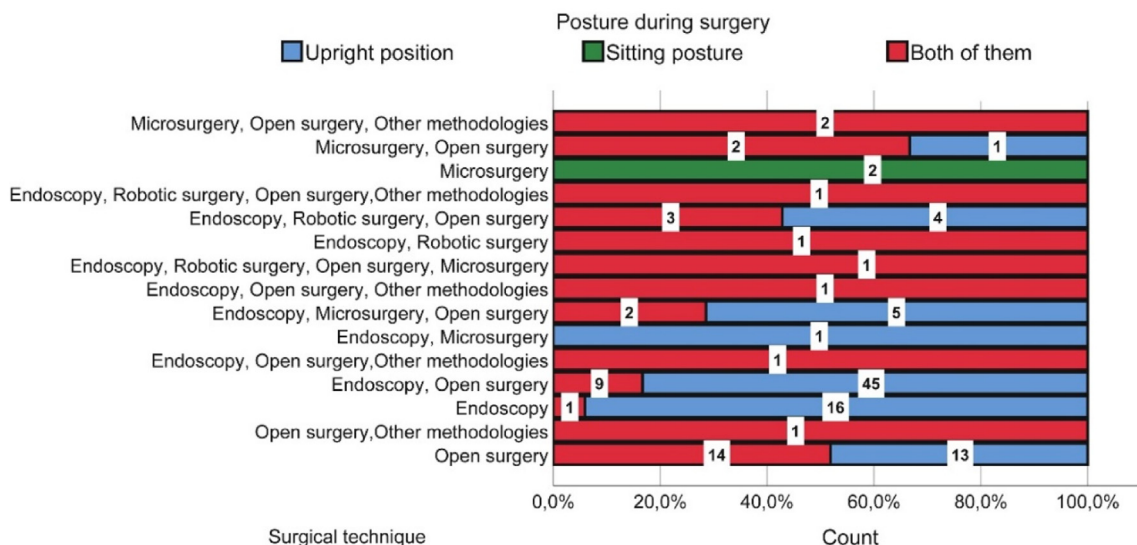 Posture during surgery
Upright position Sitting posture Both of them
Microsurgery, Open surgery, Other methodologies 2
Microsurgery, Open surgery 2 1
Microsurgery 2
Endoscopy, Robotic surgery, Open surgery,Other methodologies 1
Endoscopy, Robotic surgery, Open surgery 3 4
Endoscopy, Robotic surgery 1
Endoscopy, Robotic surgery, Open surgery, Microsurgery 1
Endoscopy, Open surgery, Other methodologies 1
Endoscopy, Microsurgery, Open surgery 2 5
Endoscopy, Microsurgery 1
Endoscopy, Open surgery,Other methodologies 1
Endoscopy, Open surgery 9 45
Endoscopy 1 16
Open surgery,Other methodologies 1
Open surgery 14 13
0,0% 20,0% 40,0% 60,0% 80,0% 100,0%
Surgical technique Count